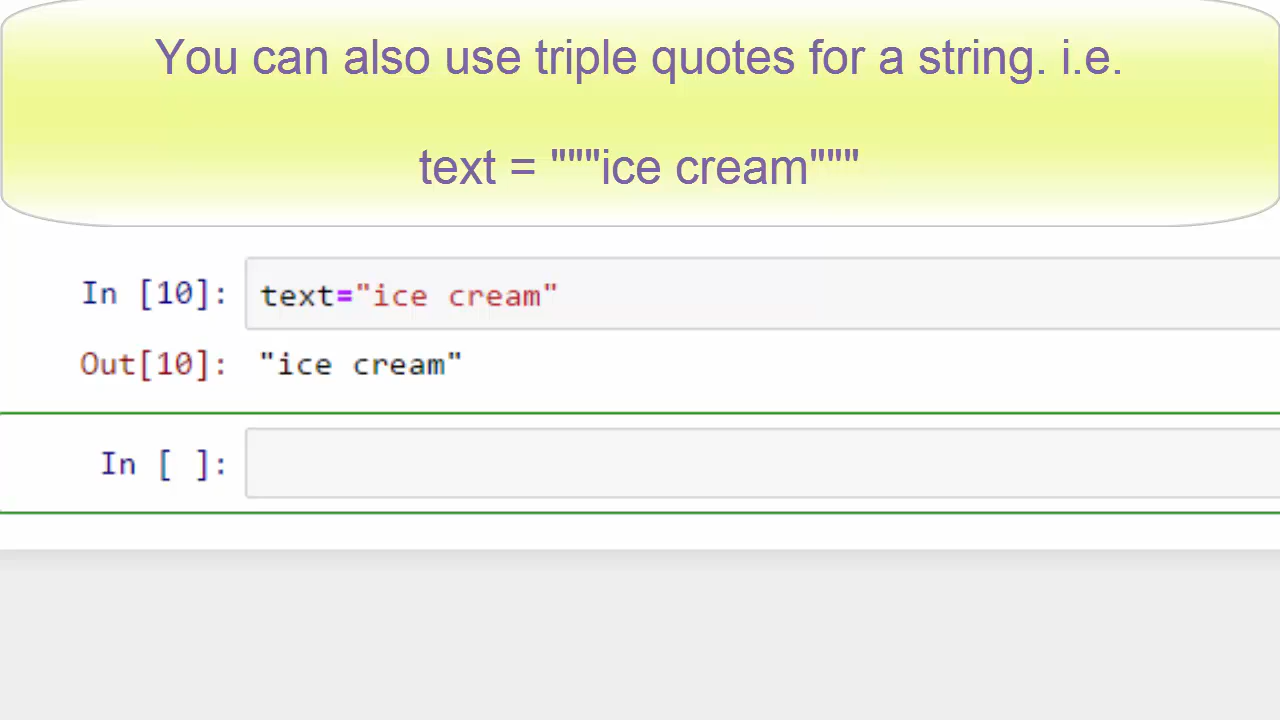 You can also use triple quotes for a string. i.e.
text = """ice cream"""
In [10]: text="ice cream"
Out[10]: "ice cream"
In [ ]: